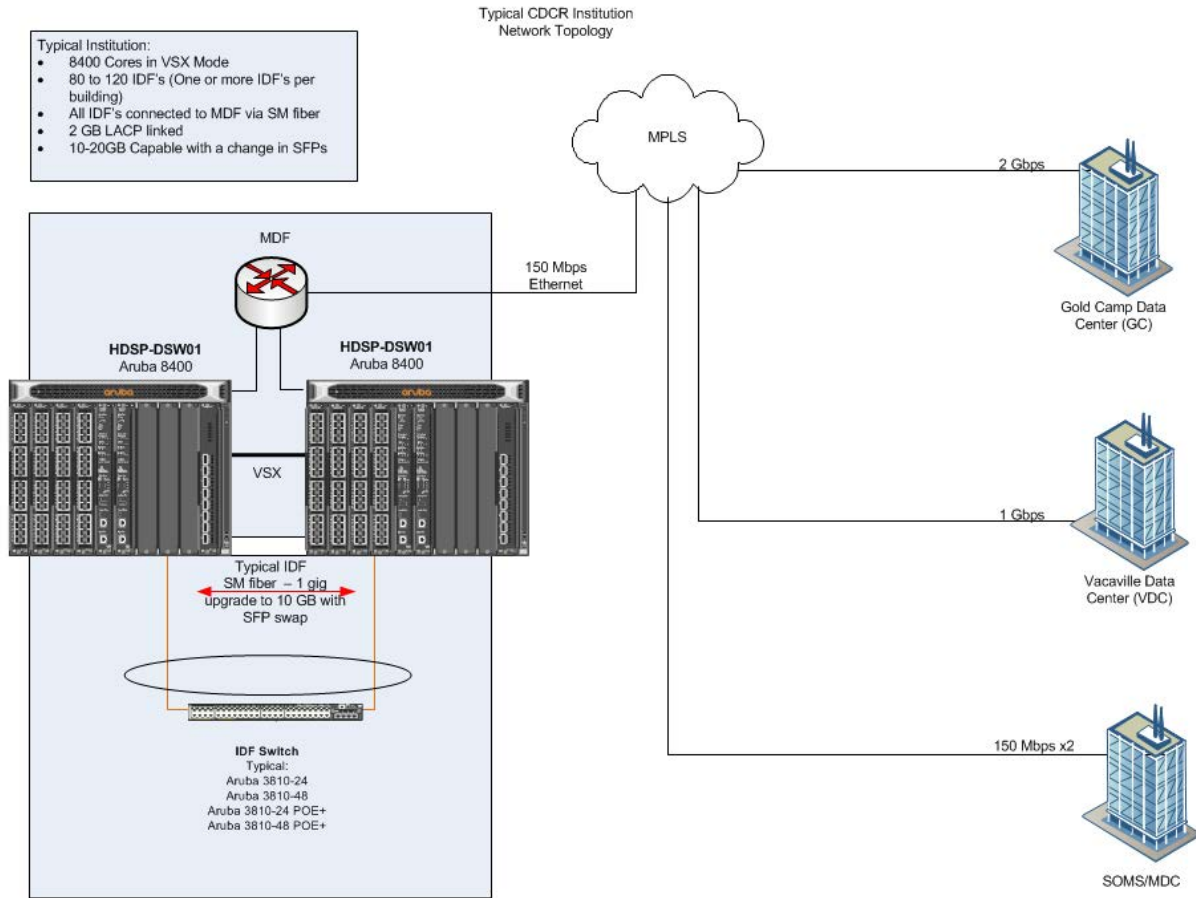 Typical CDCR Institution
Network Topology
Typical Institution:
• 8400 Cores in VSX Mode
• 80 to 120 IDF's (One or more IDF's per
building)
• All IDF's connected to MDF via SM fiber
• 2 GB LACP linked
• 10-20GB Capable with a change in SFPs
MPLS
2 Gbps
MDF
150 Mbps
Ethernet
Gold Camp Data
Center (GC)
HDSP-DSW01
Aruba 8400
HDSP-DSW01
Aruba 8400
aruba
aruba
VSX
1 Gbps
Typical IDF
SM fiber – 1 gig
upgrade to 10 GB with
SFP swap
Vacaville Data
Center (VDC)
IDF Switch
Typical:
Aruba 3810-24
Aruba 3810-48
Aruba 3810-24 POE+
Aruba 3810-48 POE+
150 Mbps x2
SOMS/MDC